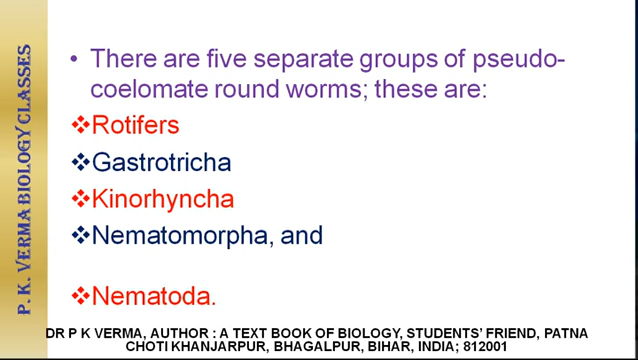 P. K. VERMA BIOLOGY CLASSES
• There are five separate groups of pseudo-
coelomate round worms; these are:
❖Rotifers
❖Gastrotricha
❖Kinorhyncha
❖Nematomorpha, and
❖Nematoda.
DR P K VERMA, AUTHOR : A TEXT BOOK OF BIOLOGY, STUDENTS’ FRIEND, PATNA
CHOTI KHANJARPUR, BHAGALPUR, BIHAR, INDIA; 812001